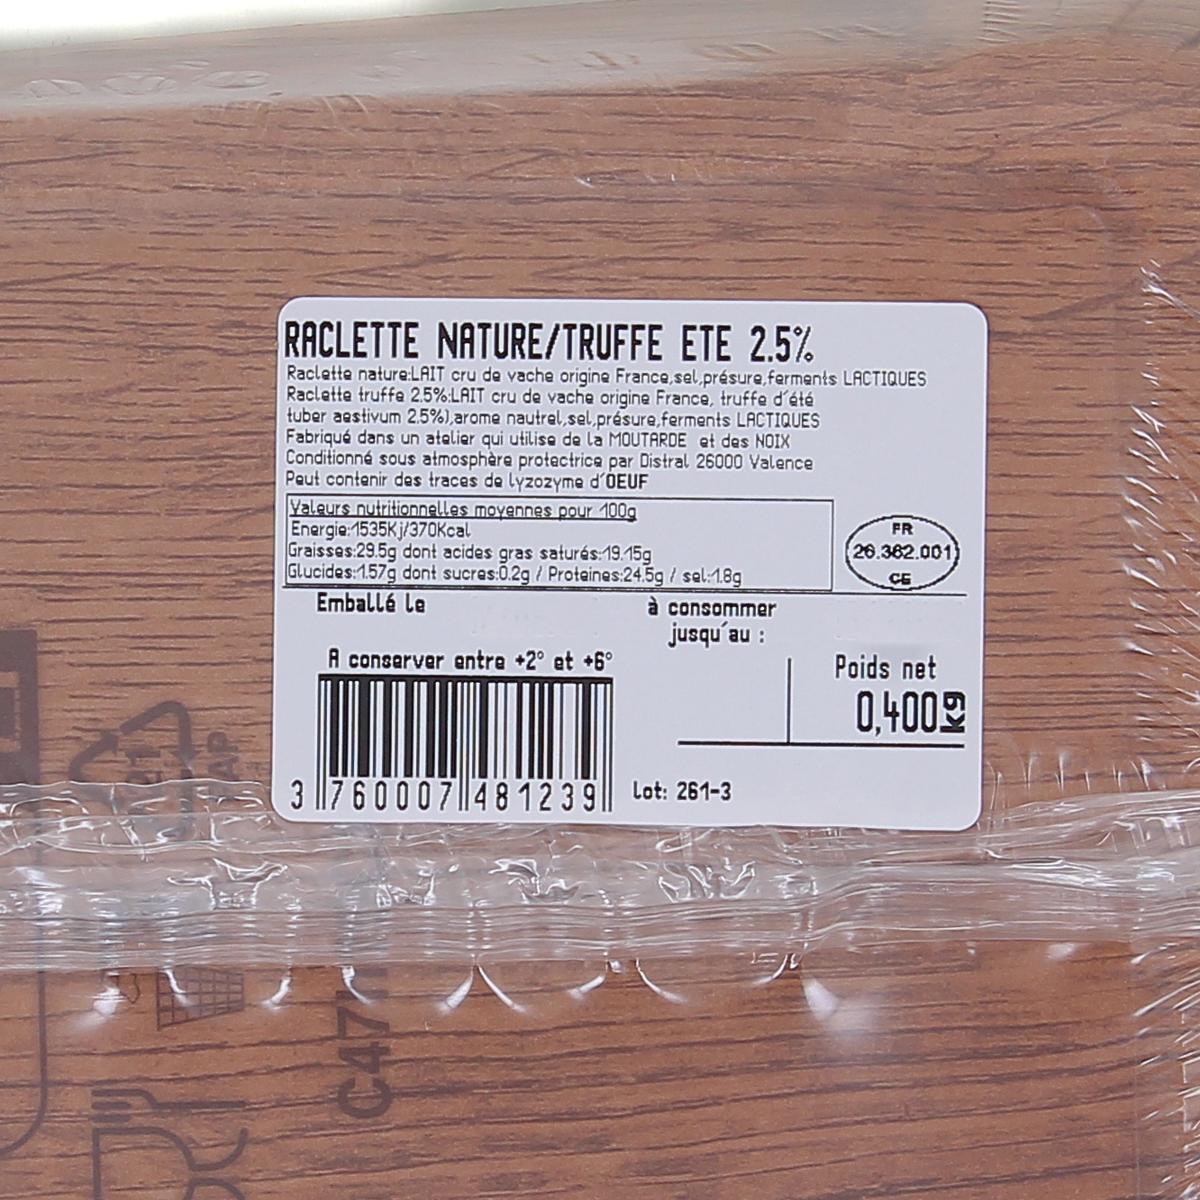 RACLETTE NATURE/TRUFFE ETE 2.5%
Raclette nature:LAIT cru de vache origine France,sel,présure,ferments LACTIQUES
Raclette truffe 2.5%:LAIT cru de vache origine France, truffe d'été
tuber aestivum 2.5%),arome nautrel,sel,présure,ferments LACTIQUES
Fabriqué dans un atelier qui utilise de la MOUTARDE et des NOIX
Conditionné sous atmosphère protectrice par Distral 26000 Valence
Peut contenir des traces de lyzozyme d'OEUF
Valeurs nutritionnelles moyennes pour 100g
Energie:1535Kj/370Kcal
Graisses:29.5g dont acides gras saturés:19.15g
Glucides:1.57g dont sucres:0.2g / Proteines:24.5g / sel:1.8g
FR
26.362.001
CE
Emballé le
à consommer
jusqu'au :
A conserver entre +2° et +6°
Poids net
0,400kg
3 760007 481239
Lot: 261-3
21
C47